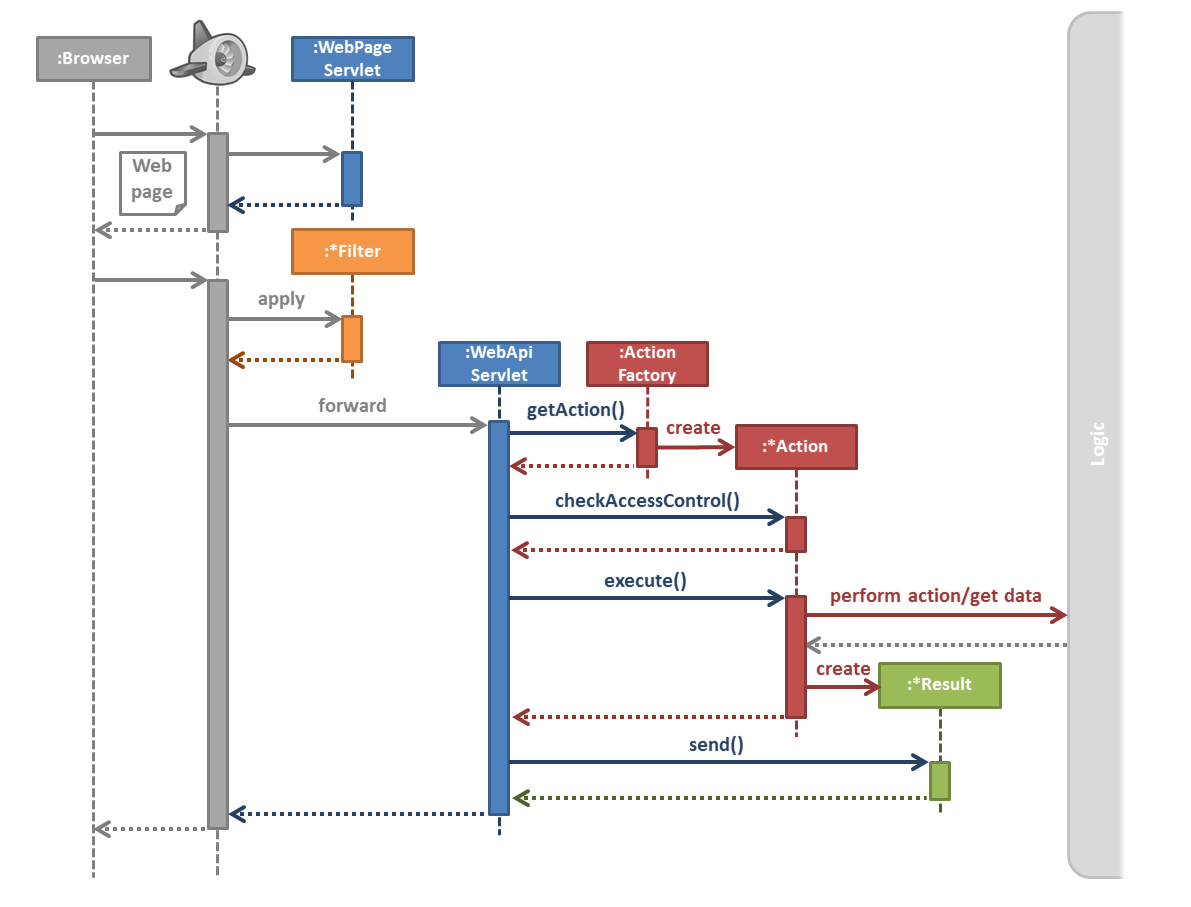 :Browser
:WebPage
Servlet
Web
page
:*Filter
apply
:WebApi
Servlet
:Action
Factory
forward
getAction()
create
:*Action
Logic
checkAccessControl()
execute()
perform action/get data
create
:*Result
send()